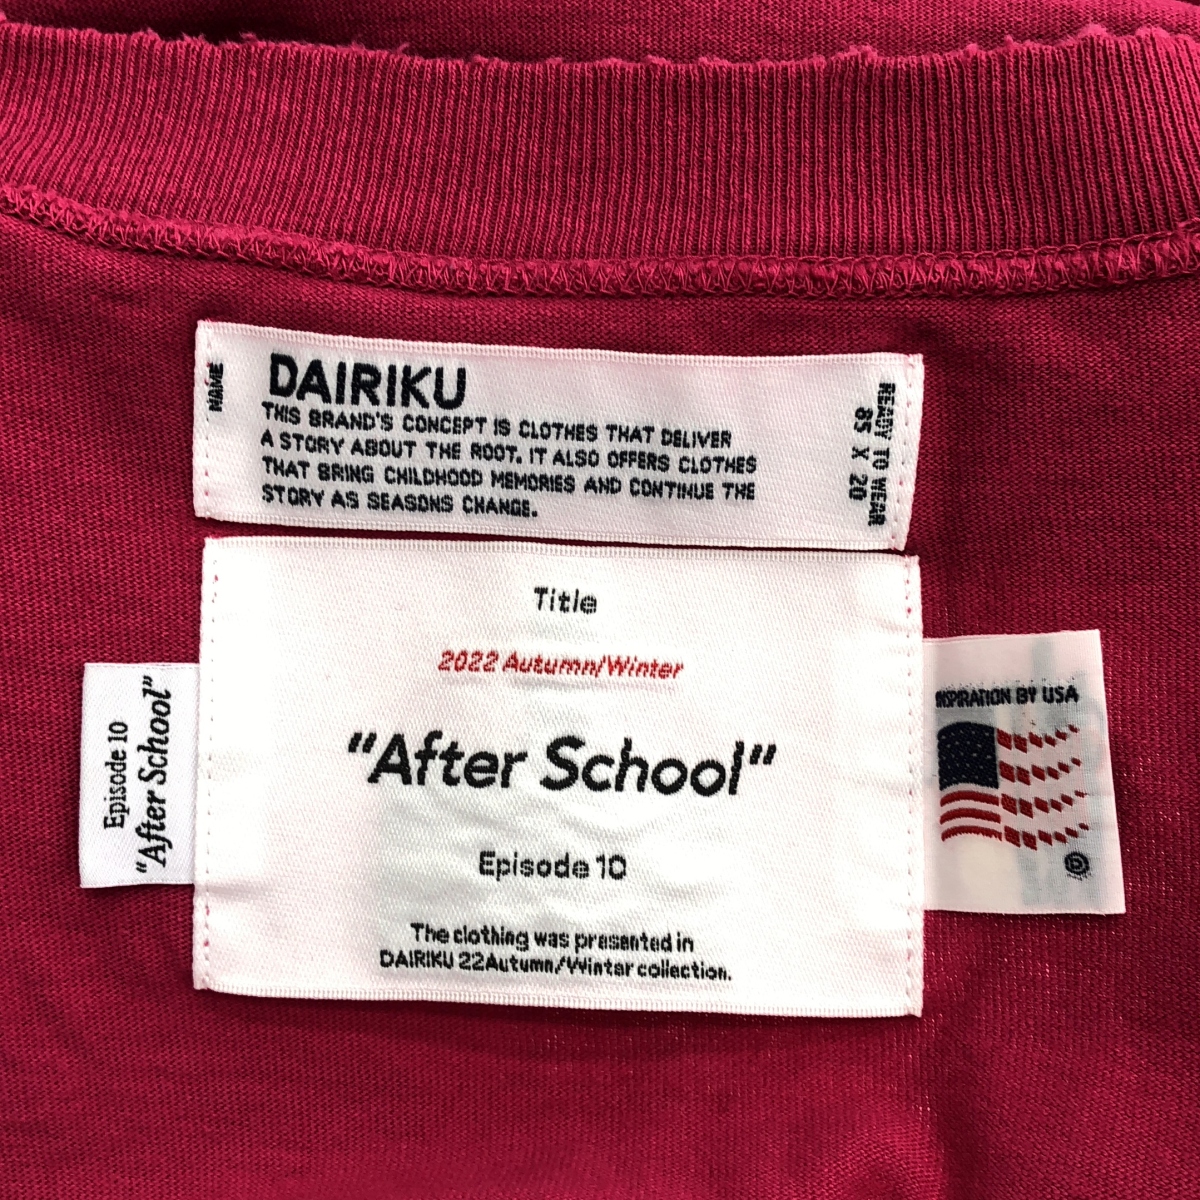 NAME
DAIRIKU
THIS BRAND'S CONCEPT IS CLOTHES THAT DELIVER
A STORY ABOUT THE ROOT. IT ALSO OFFERS CLOTHES
THAT BRING CHILDHOOD MEMORIES AND CONTINUE THE
STORY AS SEASONS CHANGE.
READY TO WEAR
85 X 20
Title
2022 Autumn/Winter
"After School"
Episode 10
The clothing was presented in
DAIRIKU 22Autumn/Winter collection.
Episode 10
"After School"
INSPIRATION BY USA